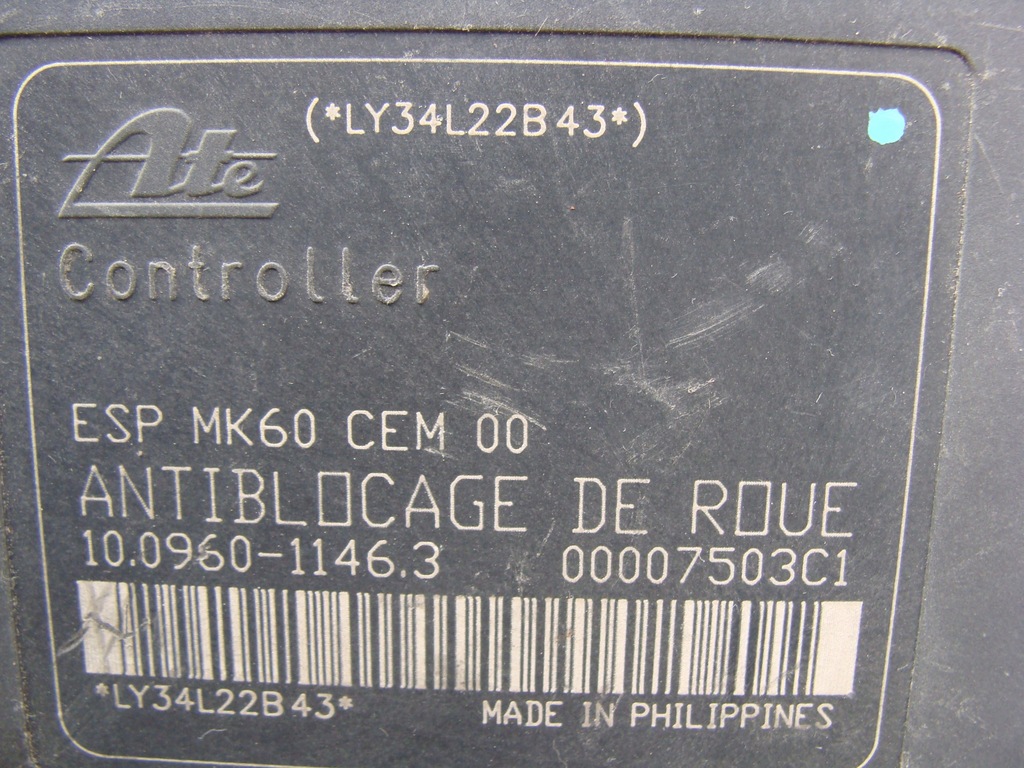 (*LY34L22B43*)
Ate
Controller
ESP MK60 CEM 00
ANTIBLOCAGE DE ROUE
10.0960-1146.3 00007503C1
*LY34L22B43*
MADE IN PHILIPPINES